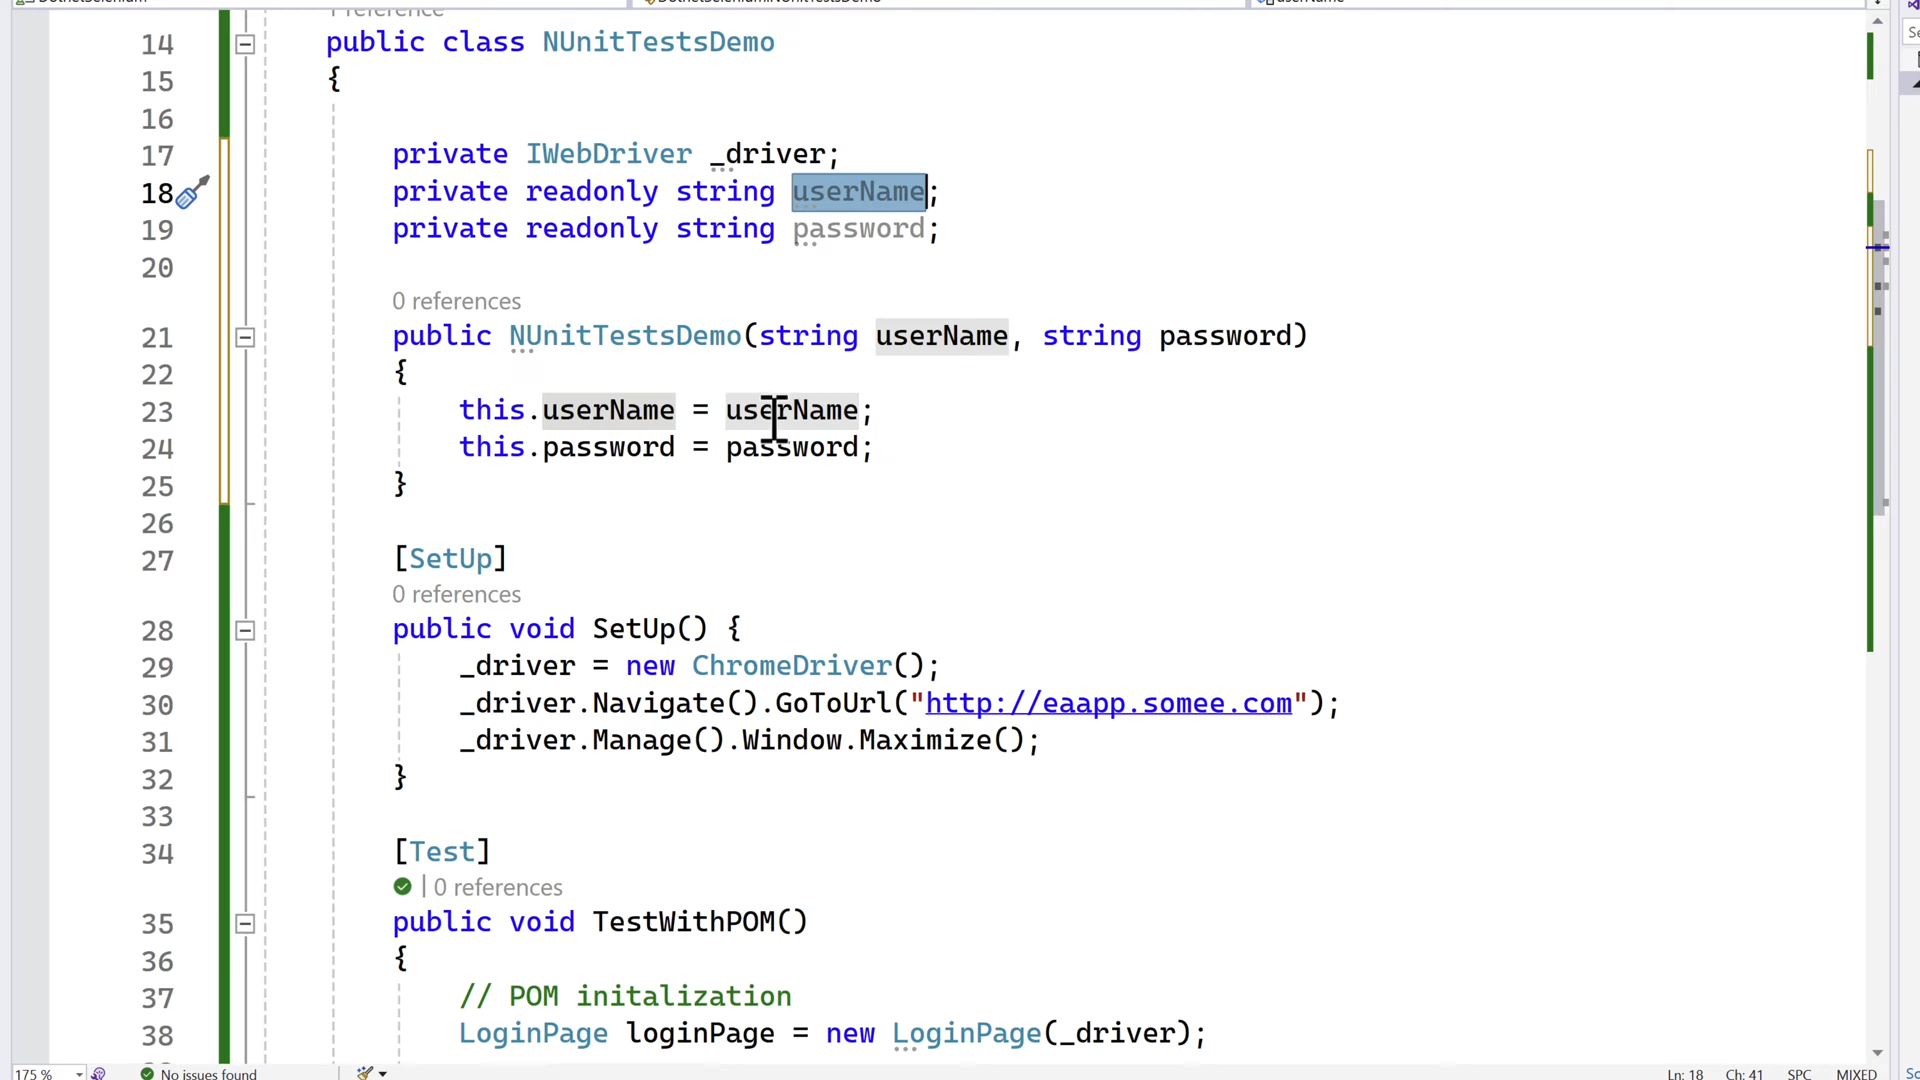 1 reference
14 public class NUnitTestsDemo
15 {
16
17 private IWebDriver _driver;
18 private readonly string userName;
19 private readonly string password;
20
0 references
21 public NUnitTestsDemo(string userName, string password)
22 {
23 this.userName = userName;
24 this.password = password;
25 }
26
27 [SetUp]
0 references
28 public void SetUp() {
29 _driver = new ChromeDriver();
30 _driver.Navigate().GoToUrl("http://eaapp.somee.com");
31 _driver.Manage().Window.Maximize();
32 }
33
34 [Test]
| 0 references
35 public void TestWithPOM()
36 {
37 // POM initalization
38 LoginPage loginPage = new LoginPage(_driver);
175 % No issues found Ln: 18 Ch: 41 SPC MIXED